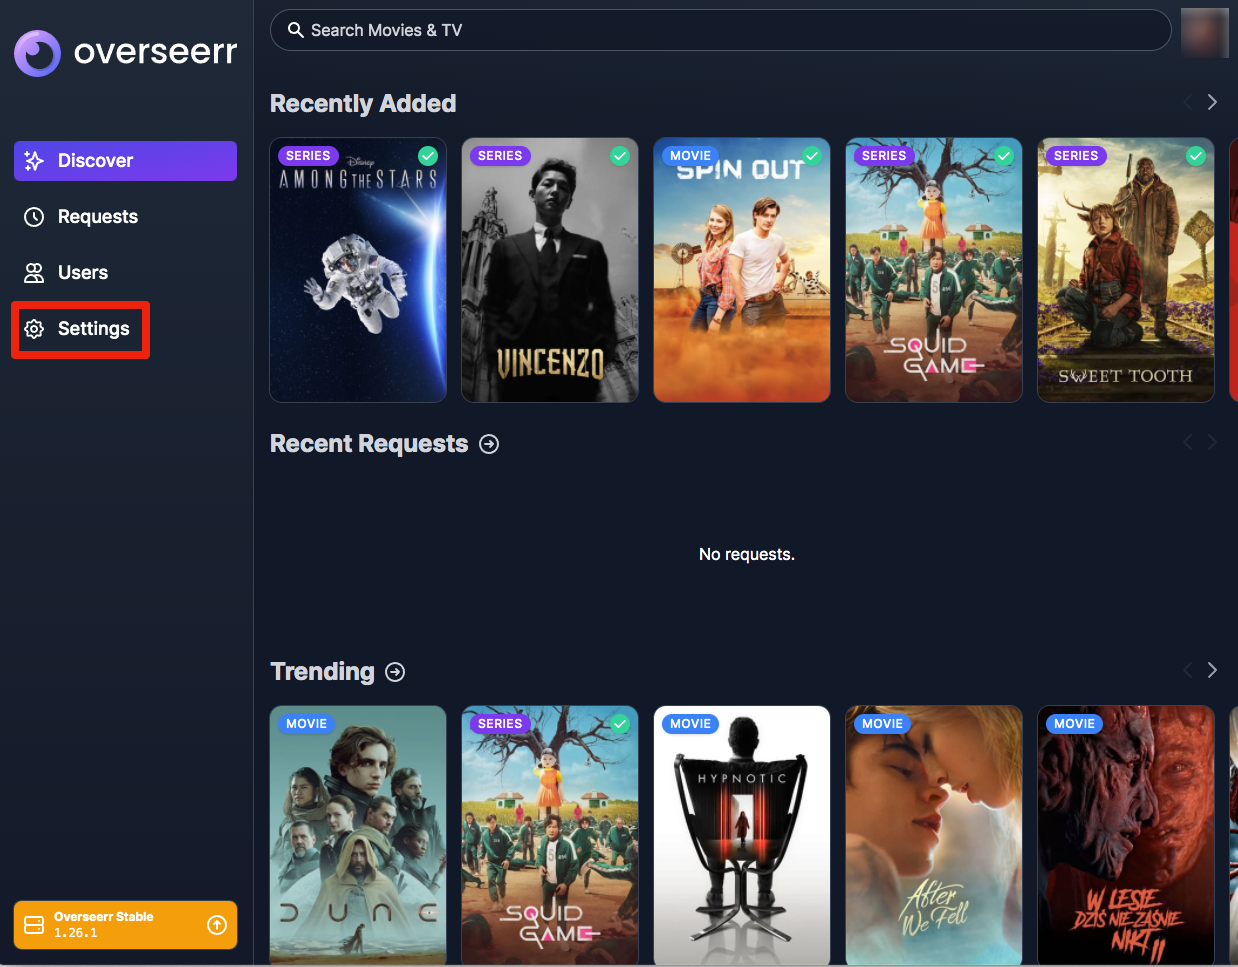 overseerr
Search Movies & TV
Discover
Requests
Users
Settings
Recently Added
SERIES
Disney
AMONG THE STARS
SERIES
VINCENZO
MOVIE
SPIN OUT
SERIES
SQUID
GAME
SERIES
SWEET TOOTH
Recent Requests
No requests.
Trending
MOVIE
DUNE
SERIES
SQUID
GAME
MOVIE
HYPNOTIC
MOVIE
After
We Fell
MOVIE
W LESIE
DZIŚ NIE ZAŚNIE
NIKT II
Overseerr Stable
1.26.1